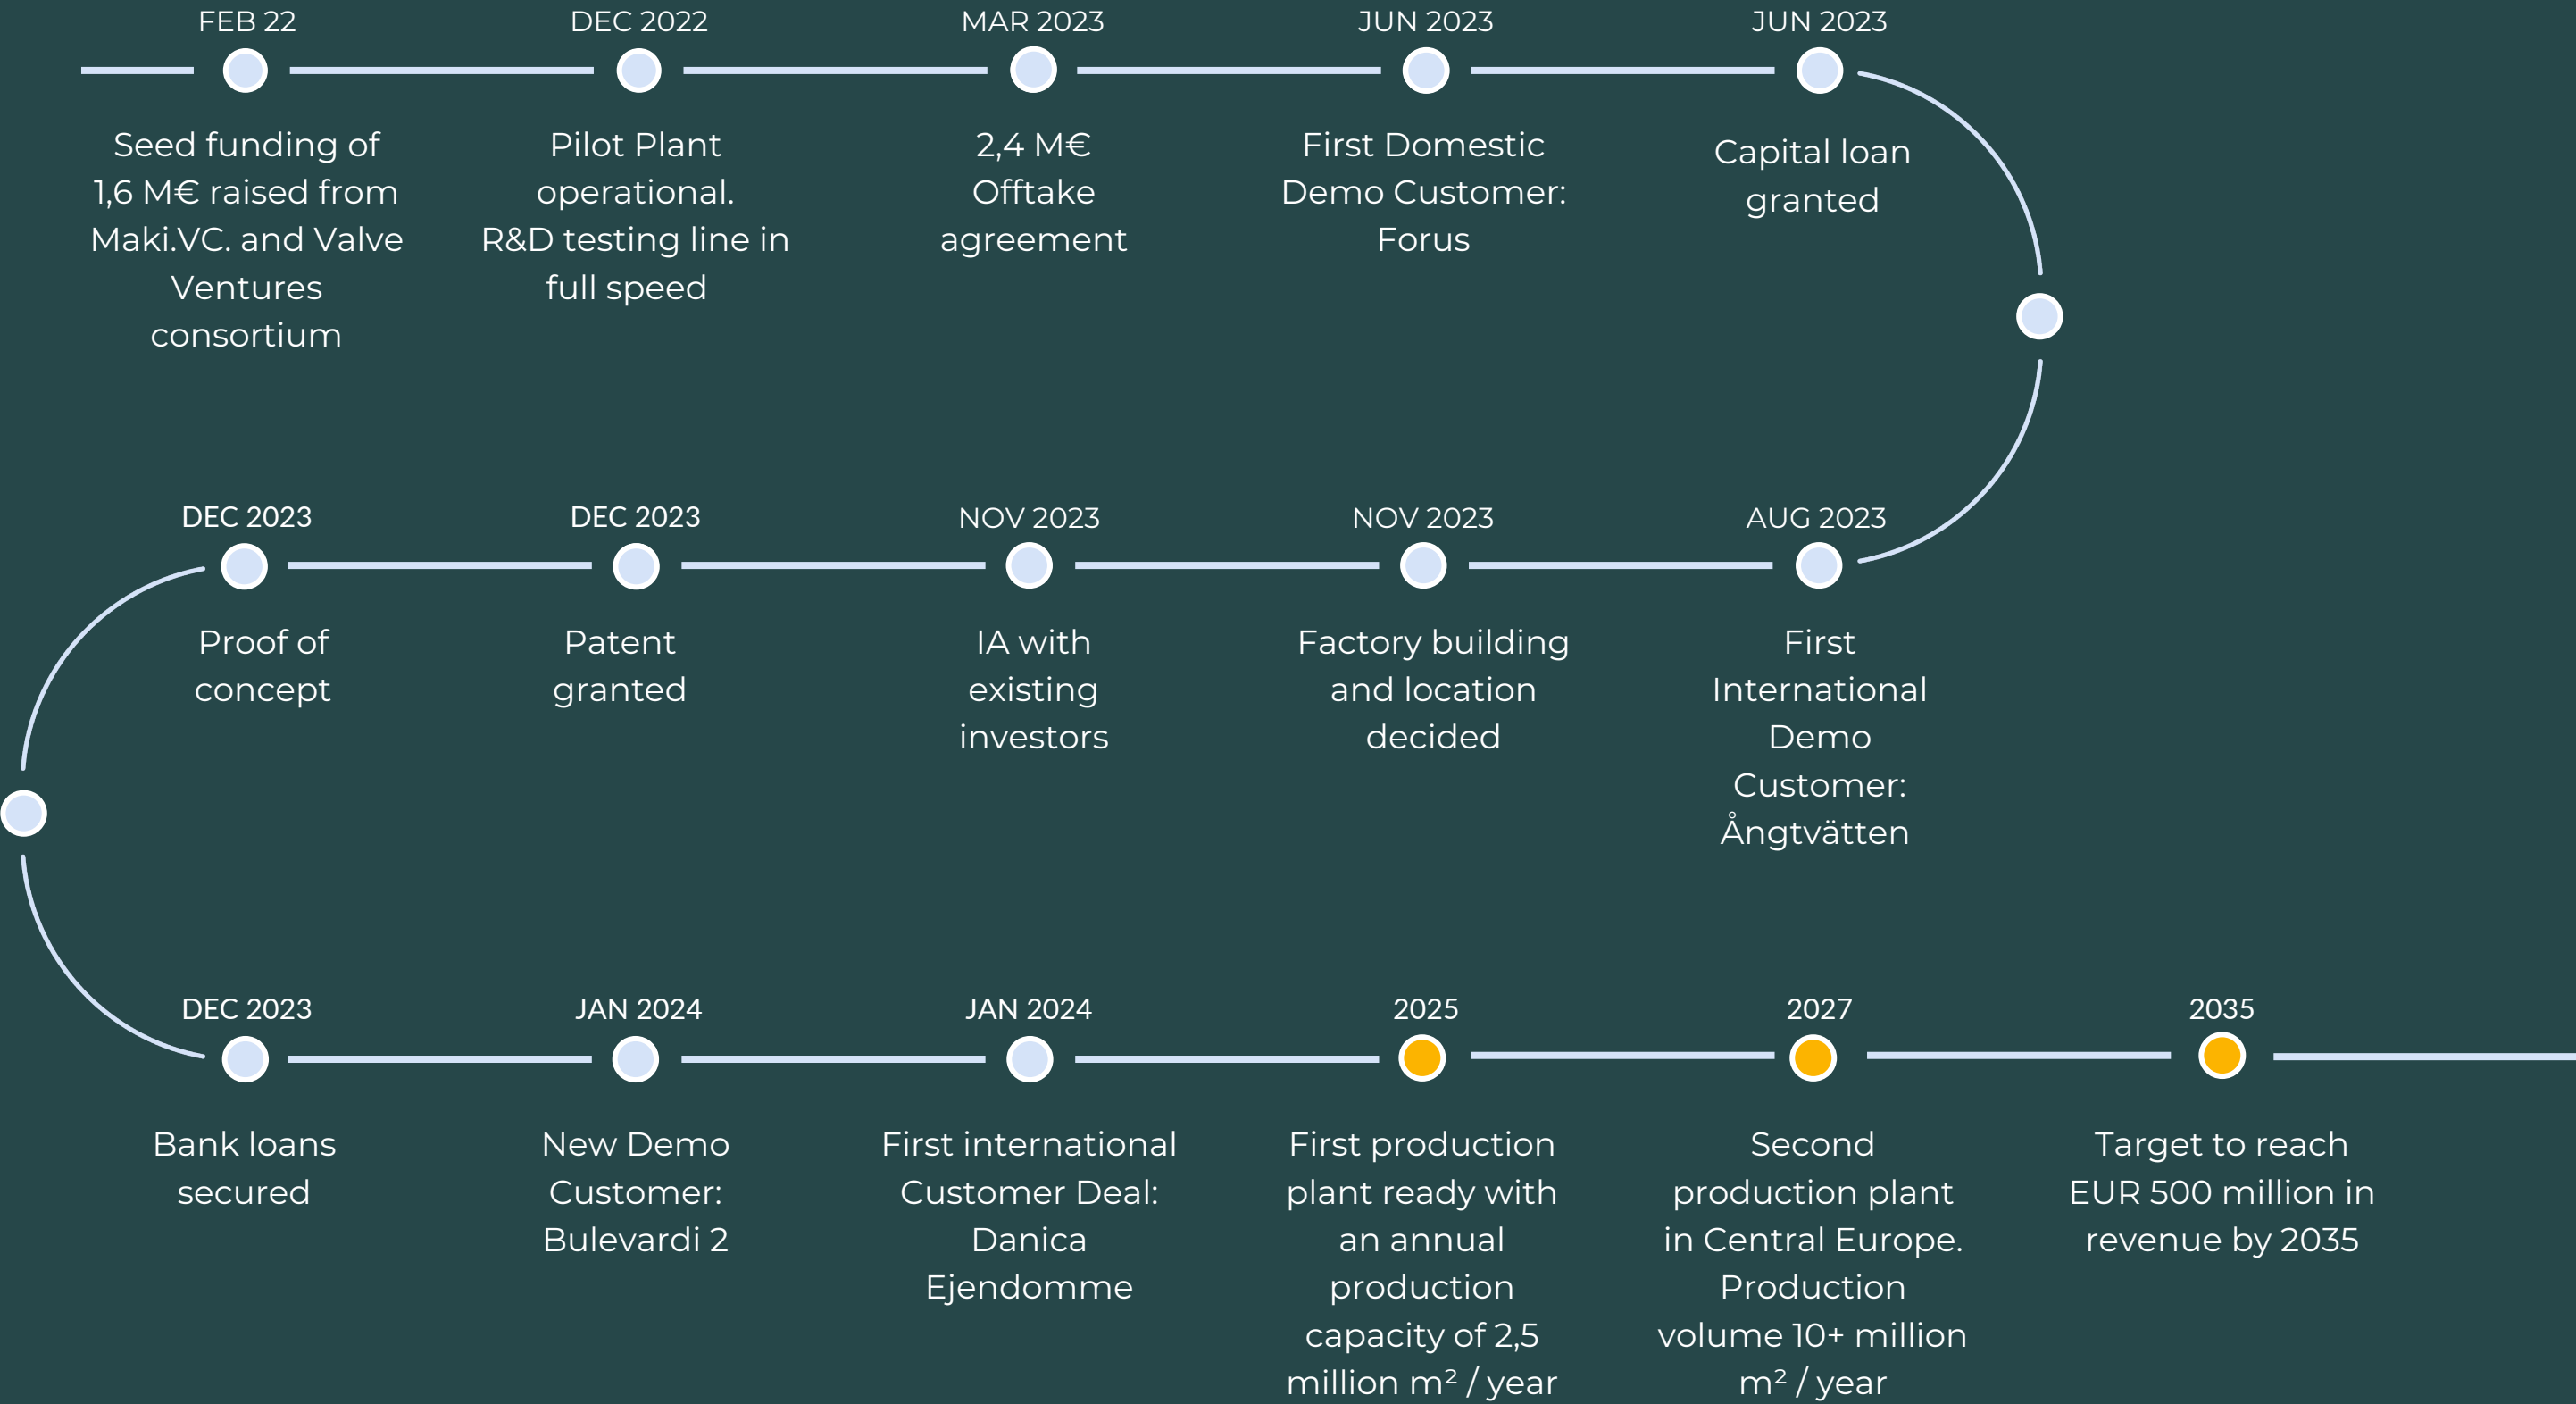 FEB 22
Seed funding of
1,6 M€ raised from
Maki.VC. and Valve
Ventures
consortium
DEC 2022
Pilot Plant
operational.
R&D testing line in
full speed
MAR 2023
2,4 M€
Offtake
agreement
JUN 2023
First Domestic
Demo Customer:
Forus
JUN 2023
Capital loan
granted
AUG 2023
First
International
Demo
Customer:
Ångtvätten
NOV 2023
Factory building
and location
decided
NOV 2023
IA with
existing
investors
DEC 2023
Patent
granted
DEC 2023
Proof of
concept
DEC 2023
Bank loans
secured
JAN 2024
New Demo
Customer:
Bulevardi 2
JAN 2024
First international
Customer Deal:
Danica
Ejendomme
2025
First production
plant ready with
an annual
production
capacity of 2,5
million m² / year
2027
Second
production plant
in Central Europe.
Production
volume 10+ million
m² / year
2035
Target to reach
EUR 500 million in
revenue by 2035